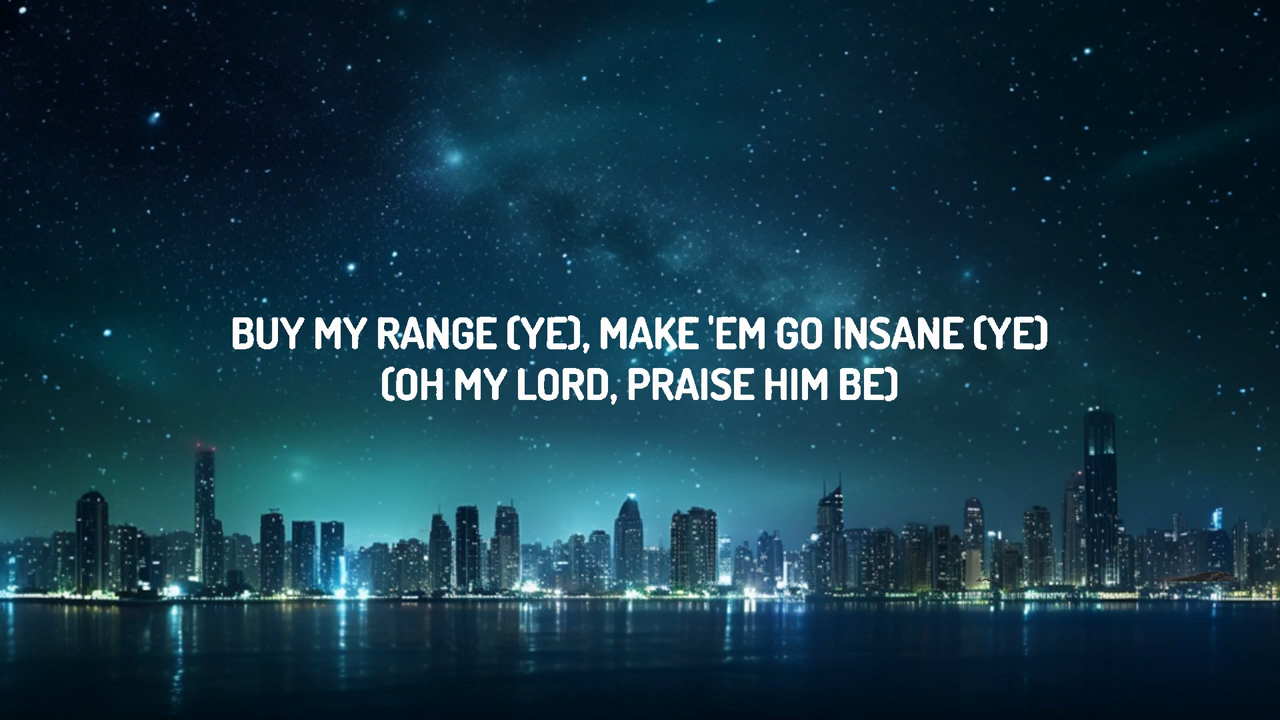 BUY MY RANGE (YE), MAKE 'EM GO INSANE (YE)
(OH MY LORD, PRAISE HIM BE)